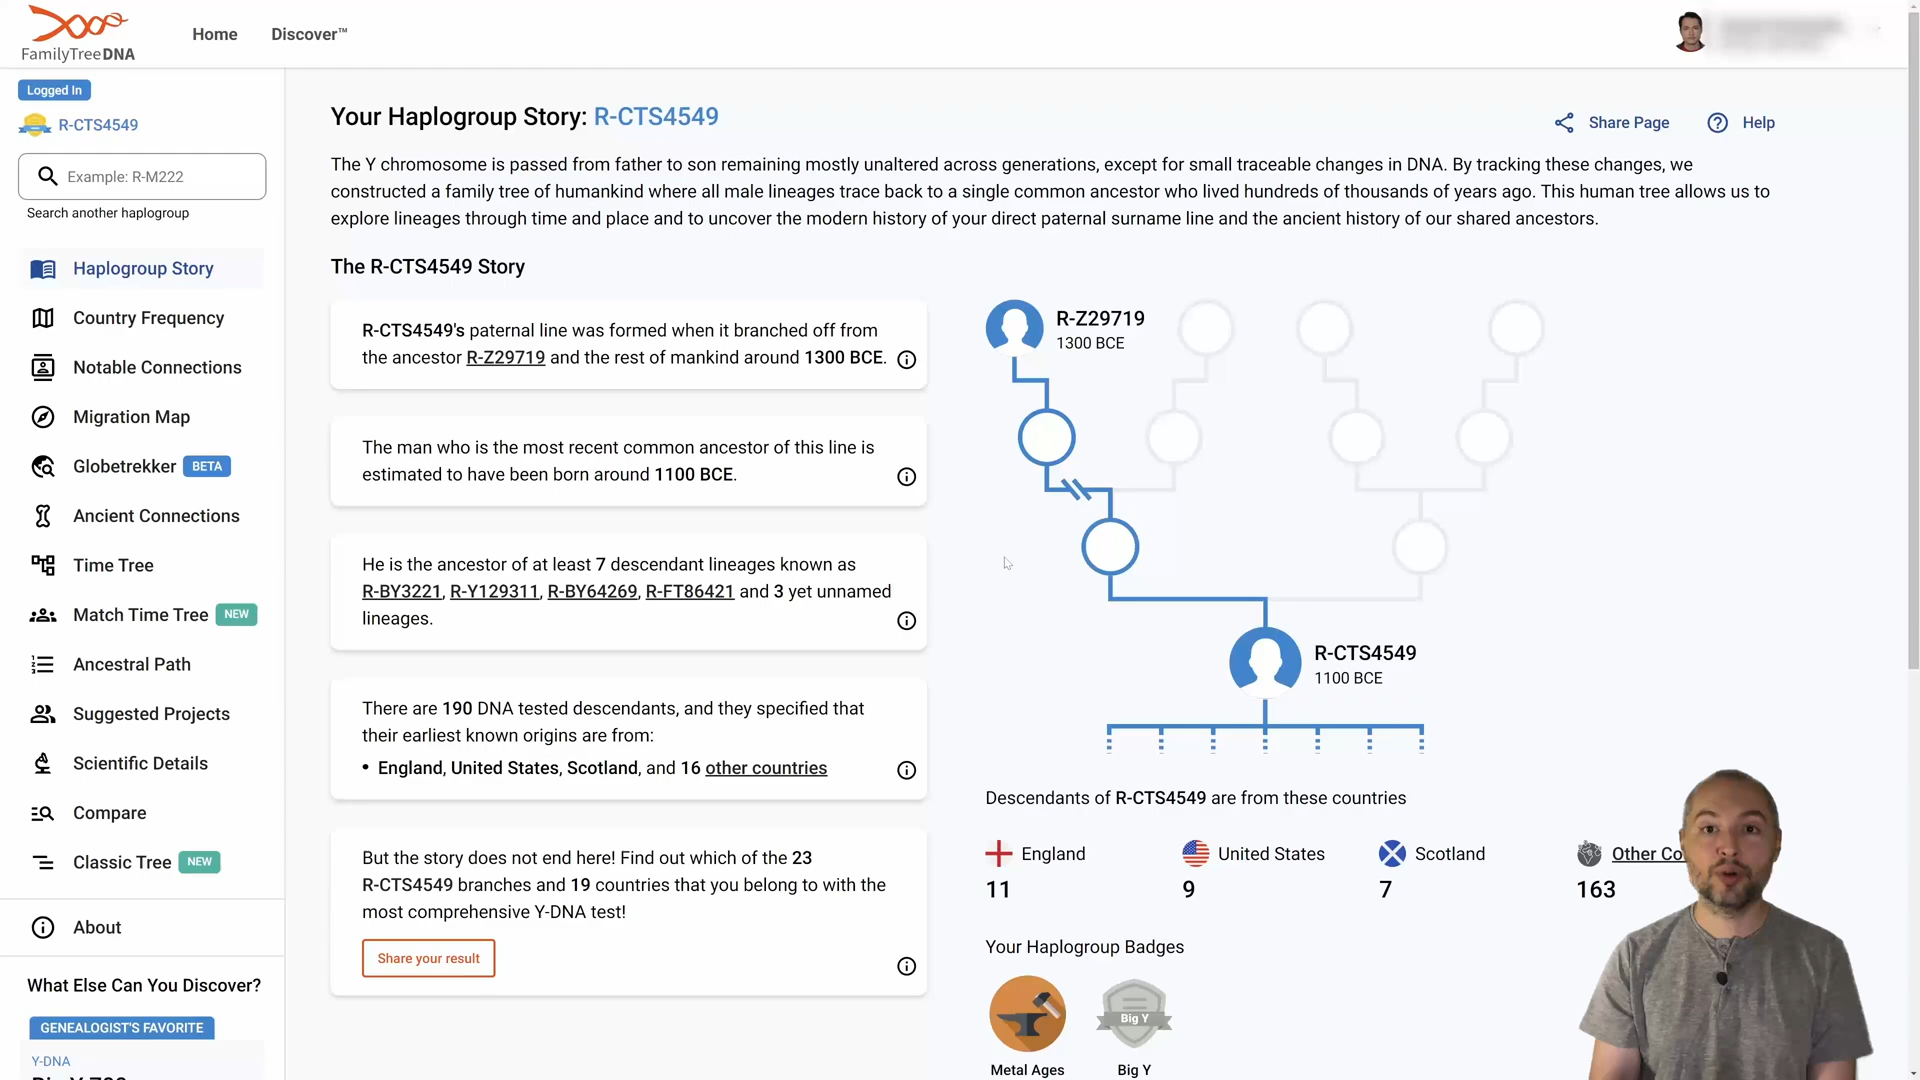 FamilyTreeDNA
Home
Discover™
Logged In
R-CTS4549
Example: R-M222
Search another haplogroup
Haplogroup Story
Country Frequency
Notable Connections
Migration Map
Globetrekker BETA
Ancient Connections
Time Tree
Match Time Tree NEW
Ancestral Path
Suggested Projects
Scientific Details
Compare
Classic Tree NEW
About
What Else Can You Discover?
GENEALOGIST'S FAVORITE
Y-DNA
Your Haplogroup Story: R-CTS4549
Share Page
Help
The Y chromosome is passed from father to son remaining mostly unaltered across generations, except for small traceable changes in DNA. By tracking these changes, we
constructed a family tree of humankind where all male lineages trace back to a single common ancestor who lived hundreds of thousands of years ago. This human tree allows us to
explore lineages through time and place and to uncover the modern history of your direct paternal surname line and the ancient history of our shared ancestors.
The R-CTS4549 Story
R-CTS4549's paternal line was formed when it branched off from
the ancestor R-Z29719 and the rest of mankind around 1300 BCE.
The man who is the most recent common ancestor of this line is
estimated to have been born around 1100 BCE.
He is the ancestor of at least 7 descendant lineages known as
R-BY3221, R-Y129311, R-BY64269, R-FT86421 and 3 yet unnamed
lineages.
There are 190 DNA tested descendants, and they specified that
their earliest known origins are from:
• England, United States, Scotland, and 16 other countries
But the story does not end here! Find out which of the 23
R-CTS4549 branches and 19 countries that you belong to with the
most comprehensive Y-DNA test!
Share your result
R-Z29719
1300 BCE
R-CTS4549
1100 BCE
Descendants of R-CTS4549 are from these countries
England
11
United States
9
Scotland
7
Other Co
163
Your Haplogroup Badges
Big Y
Metal Ages
Big Y